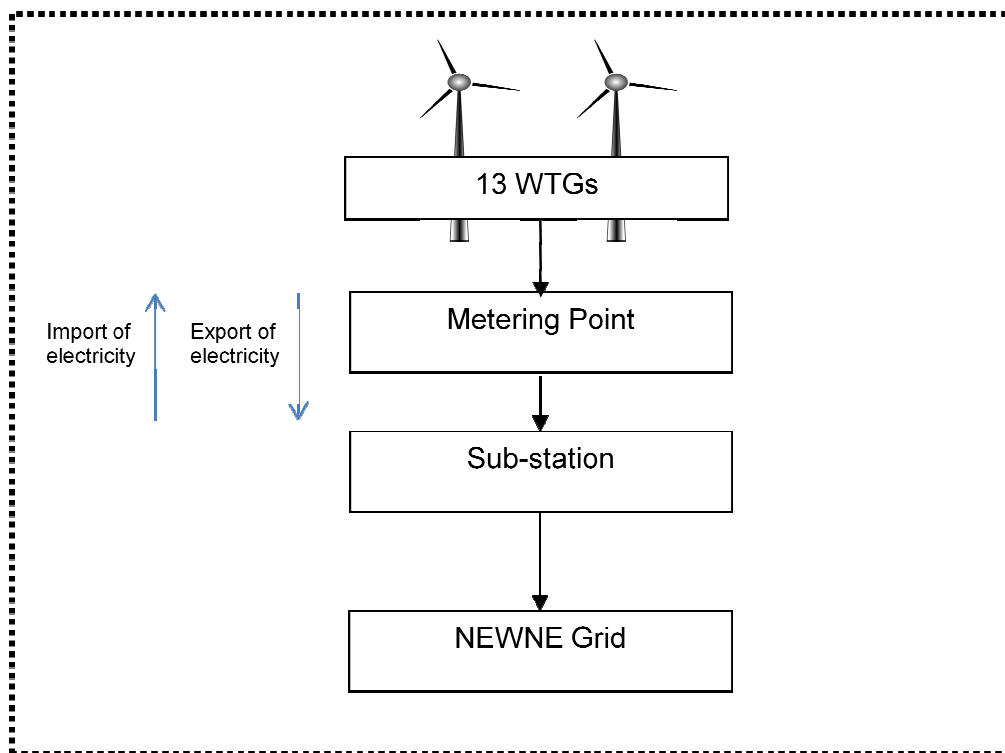 13 WTGs
Metering Point
Import of
electricity
Export of
electricity
Sub-station
NEWNE Grid